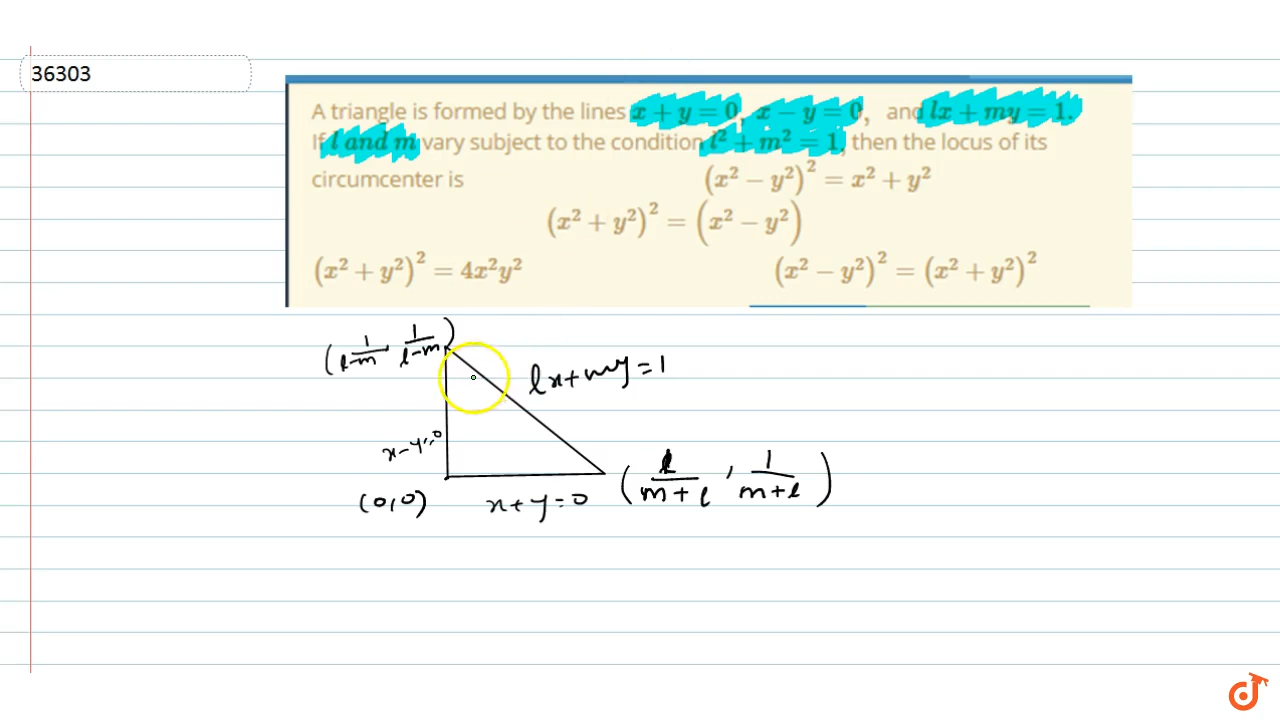 36303
A triangle is formed by the lines x + y = 0, x − y = 0, and lx + my = 1.
If l and m vary subject to the condition l² + m² = 1, then the locus of its
circumcenter is (x² − y²)² = x² + y²
(x² + y²)² = (x² − y²)
(x² + y²)² = 4x²y² (x² − y²)² = (x² + y²)²
(1/l−m, 1/l−m)
lx+my=1
x−y=0
(l/m+l, 1/m+l)
(0,0) x+y=0